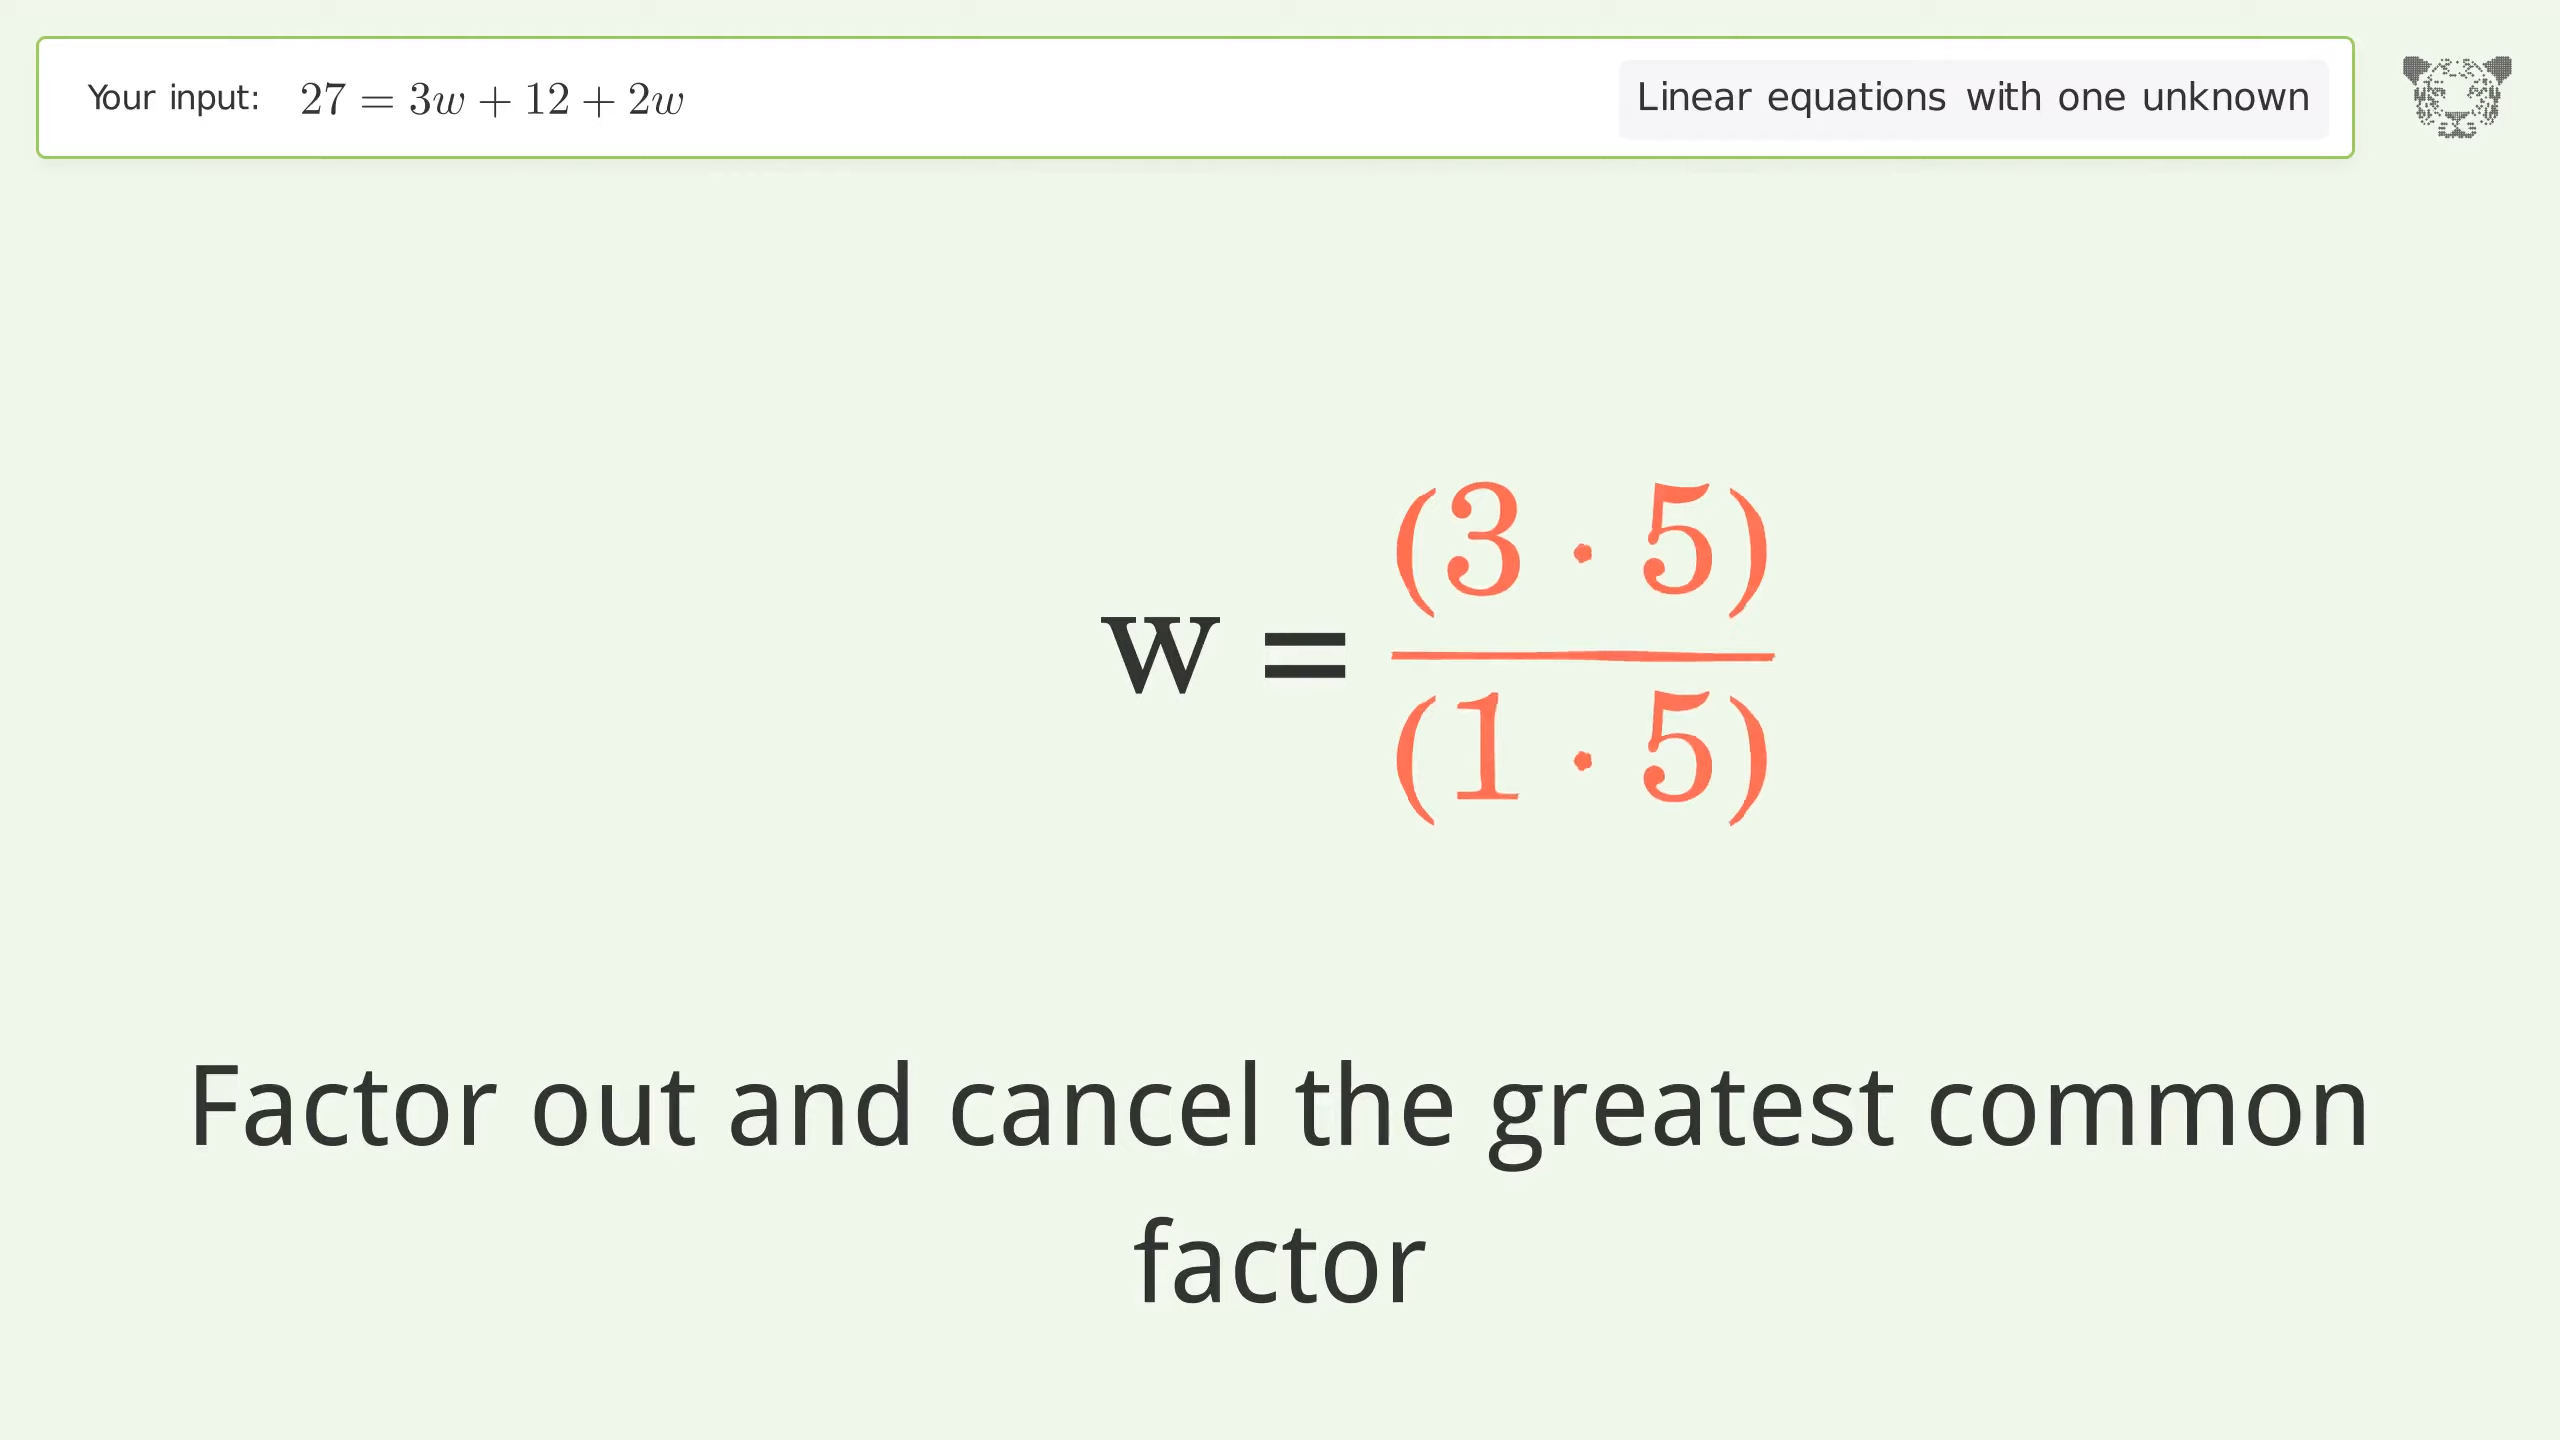 Your input: 27 = 3w + 12 + 2w
Linear equations with one unknown
w = (3 · 5)
(1 · 5)
Factor out and cancel the greatest common
factor